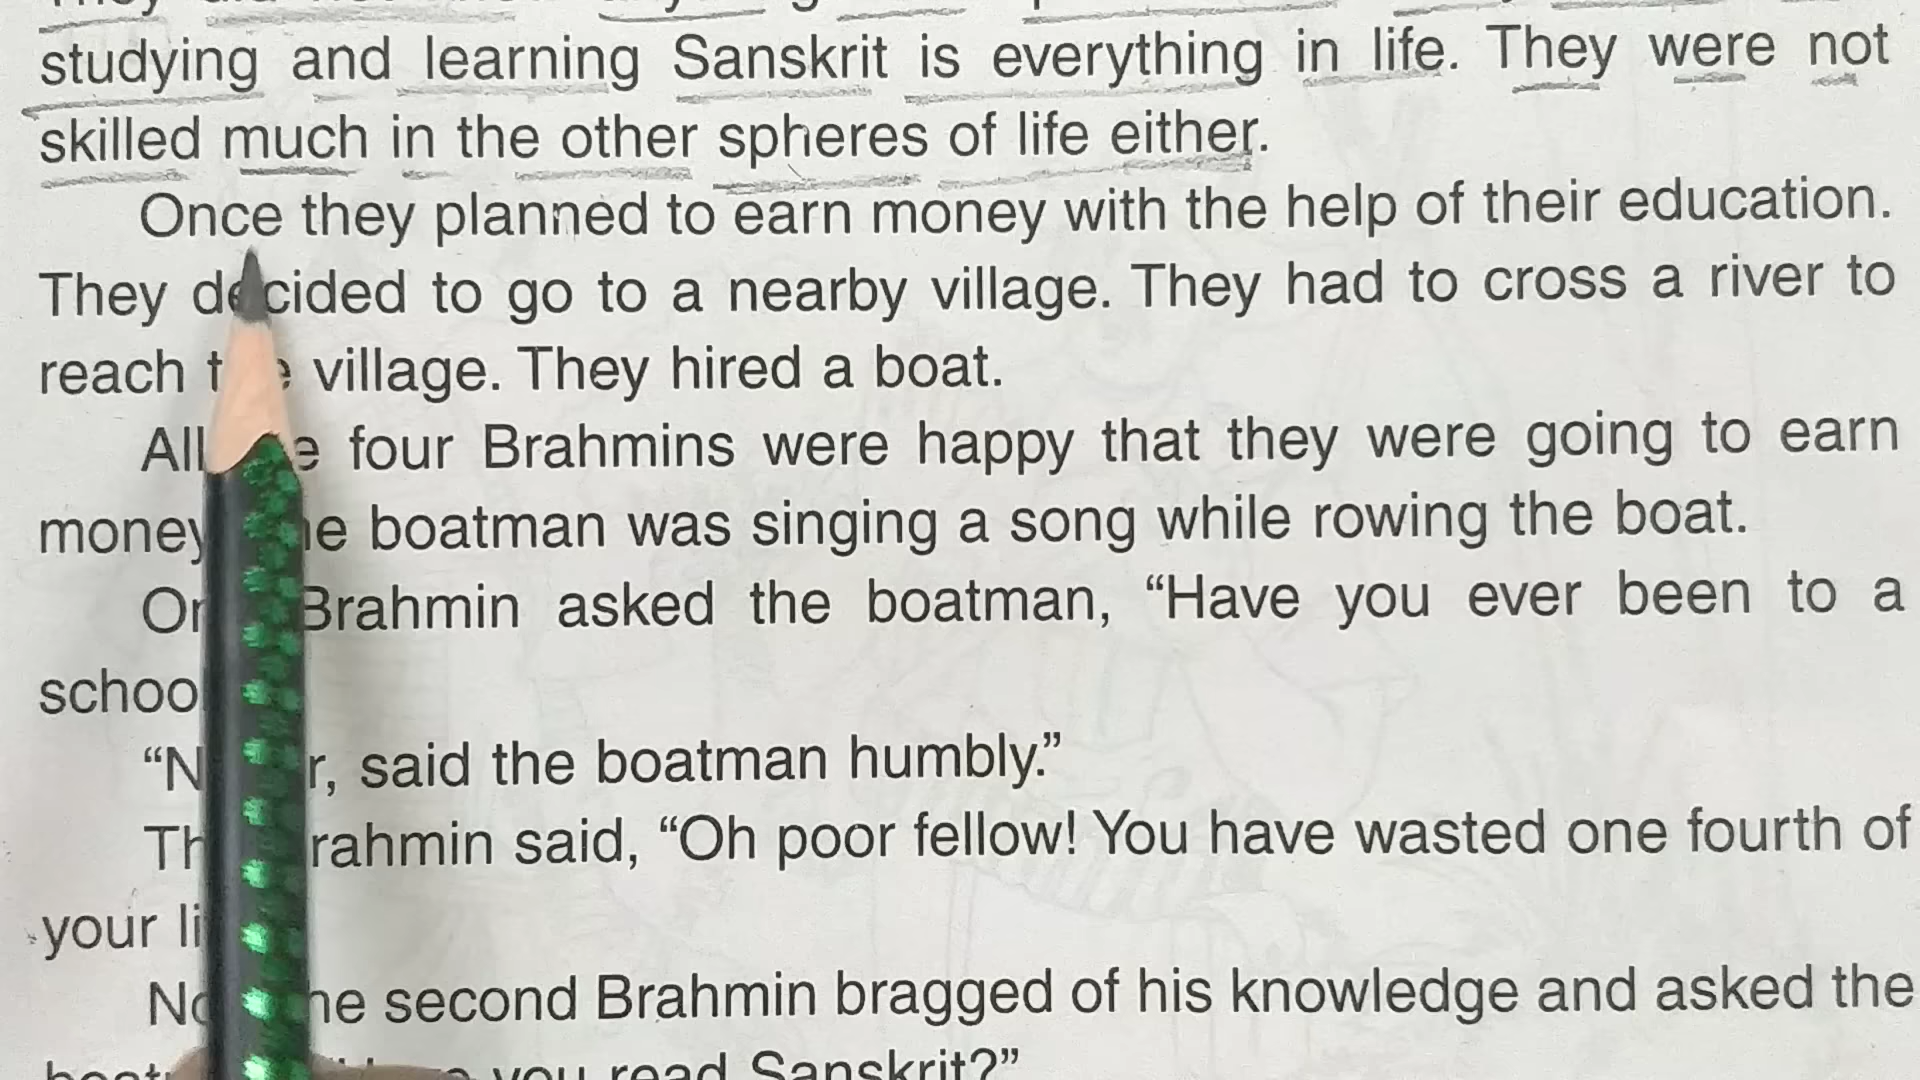 studying and learning Sanskrit is everything in life. They were not
skilled much in the other spheres of life either.
Once they planned to earn money with the help of their education.
They decided to go to a nearby village. They had to cross a river to
reach village. They hired a boat.
All four Brahmins were happy that they were going to earn
money boatman was singing a song while rowing the boat.
Brahmin asked the boatman, “Have you ever been to a
said the boatman humbly.”
said, “Oh poor fellow! You have wasted one fourth of
your
second Brahmin bragged of his knowledge and asked the
you read Sanskrit?”